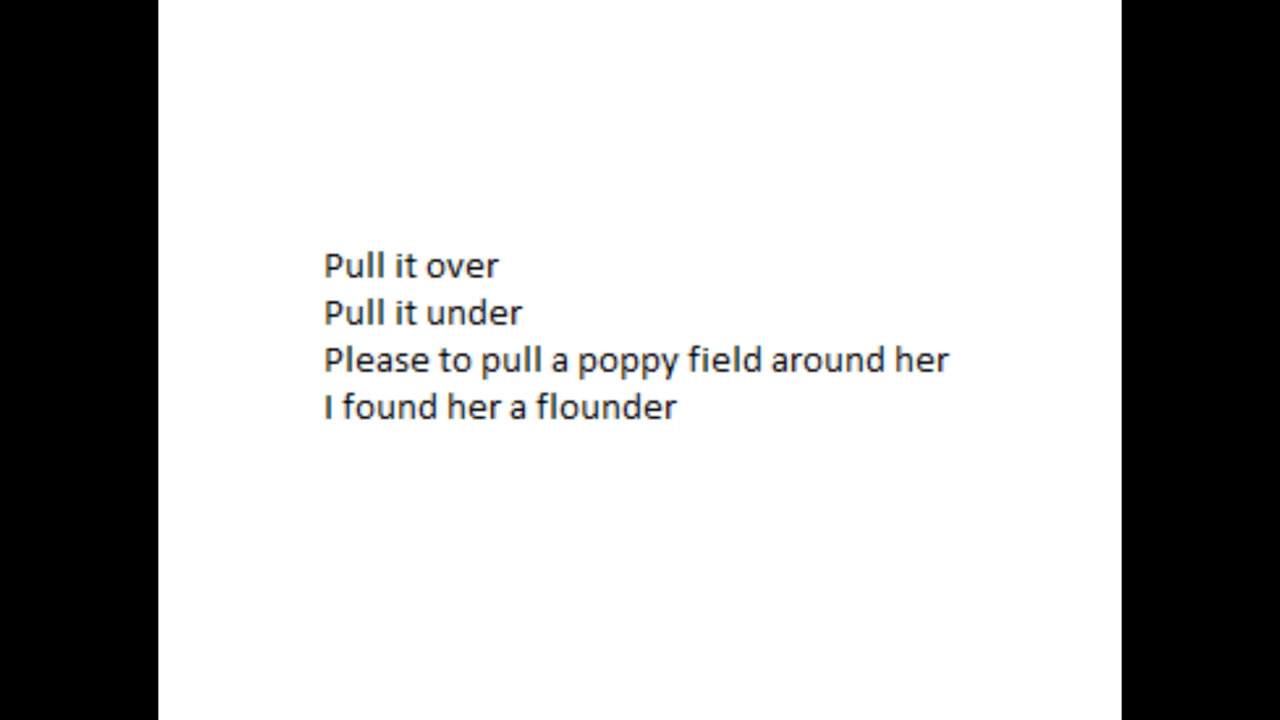 Pull it over
Pull it under
Please to pull a poppy field around her
I found her a flounder